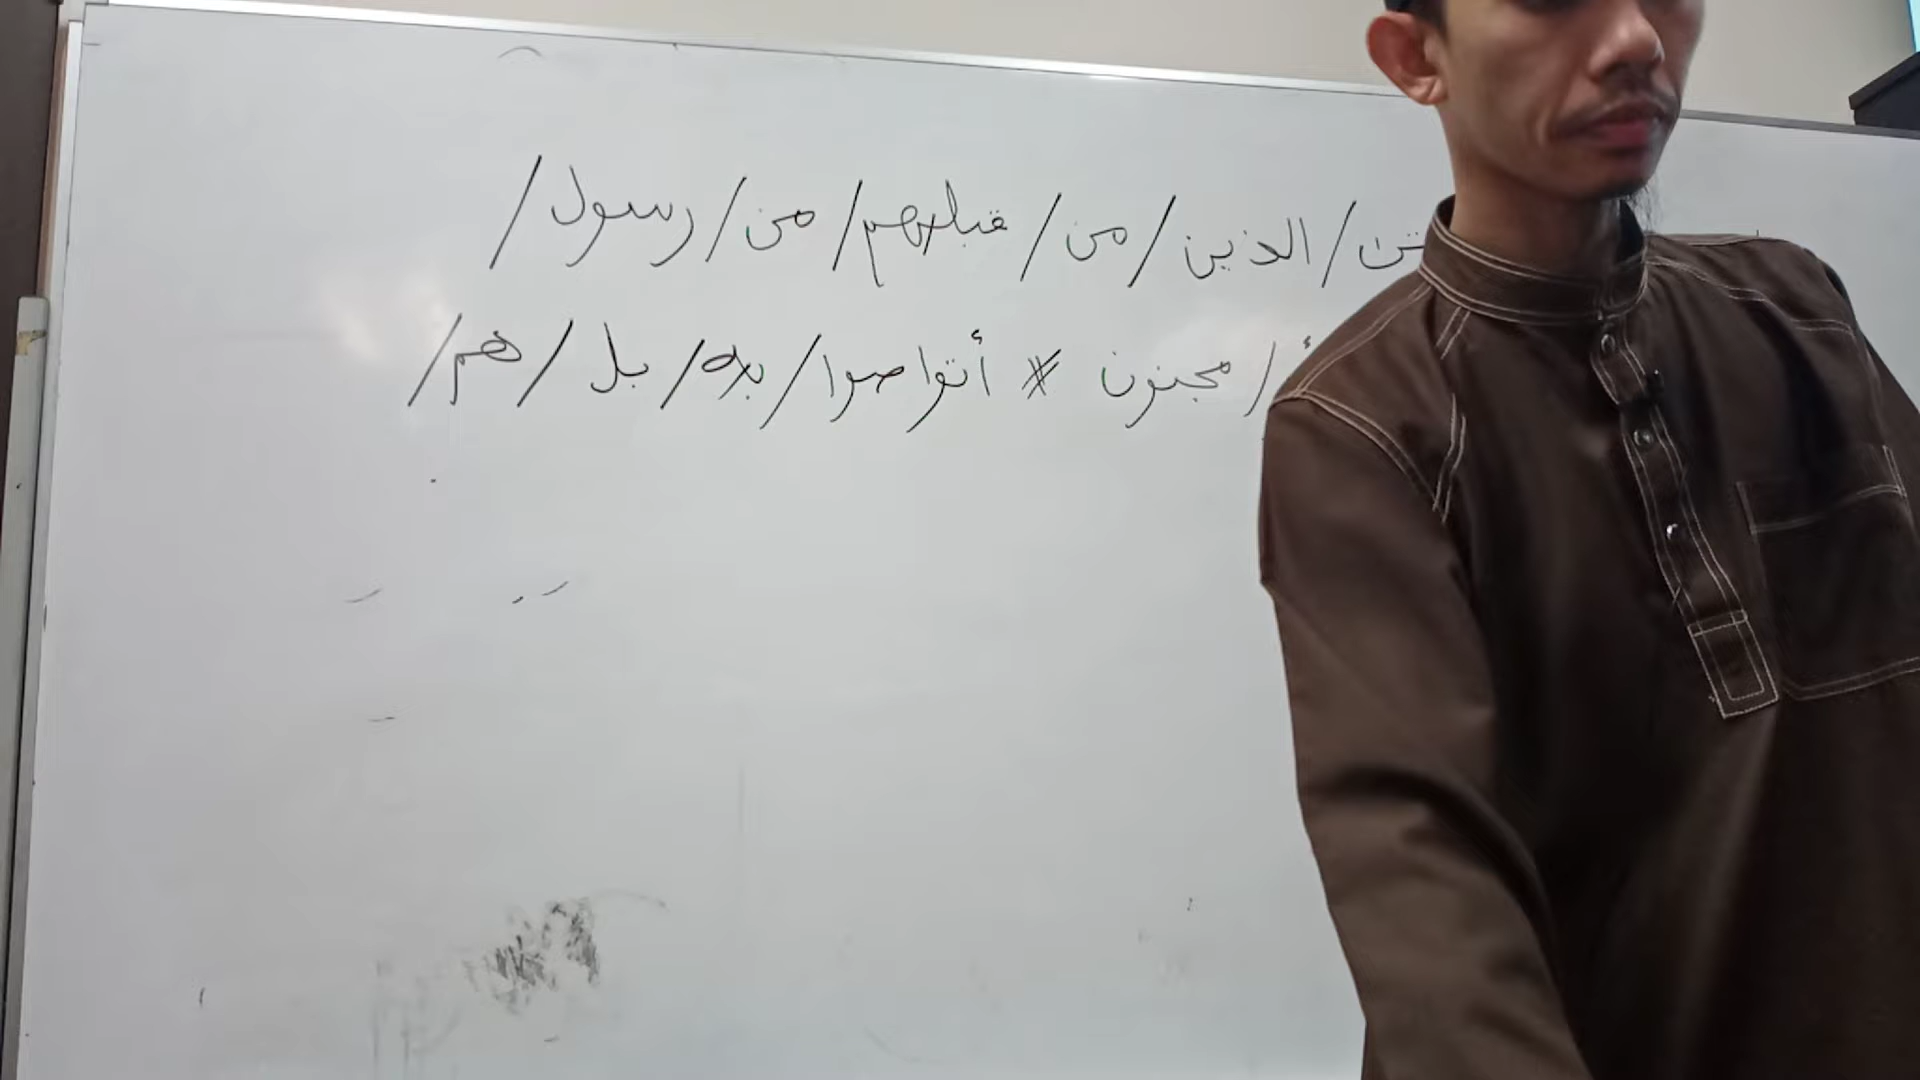 / الذين / من / قبلهم / من / رسول /
/ مجنون * أتواصوا / به / بل / هم /